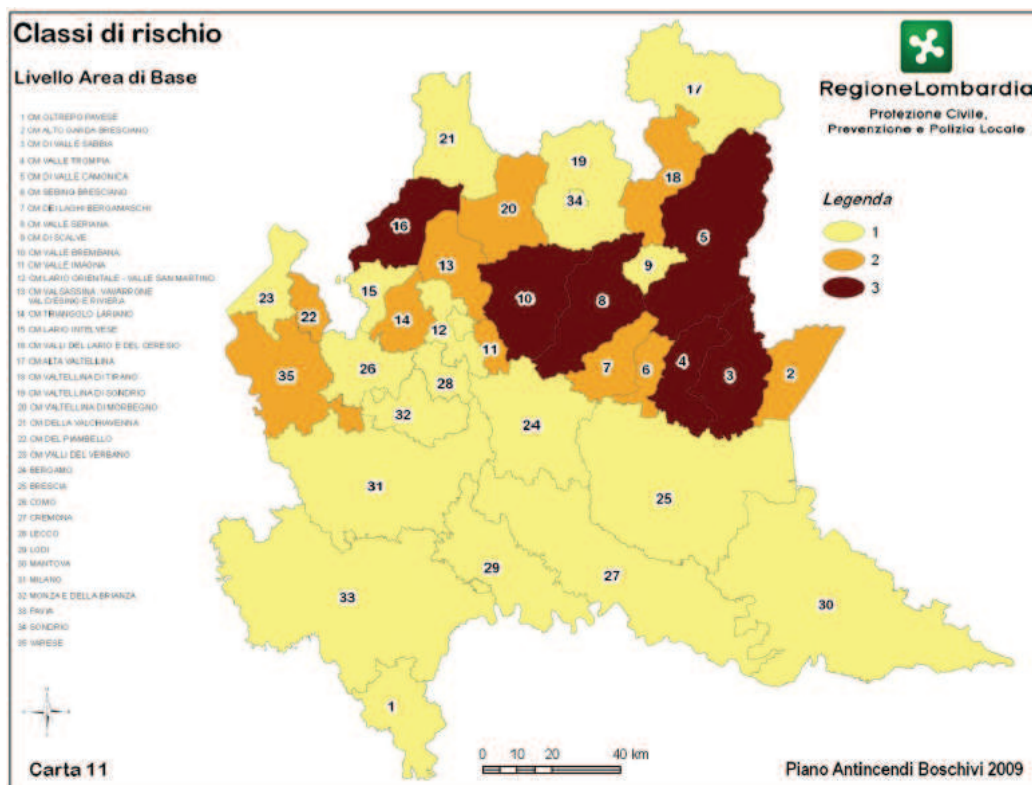 Classi di rischio
Livello Area di Base
1 CM OLTREPO PAVESE
2 CM ALTO GARDA BRESCIANO
3 CM DI VALLE SABBIA
4 CM VALLE TROMPIA
5 CM DI VALLE CAMONICA
6 CM SEBINO BRESCIANO
7 CM DEI LAGHI BERGAMASCHI
8 CM VALLE SERIANA
9 CM DI SCALVE
10 CM VALLE BREMBANA
11 CM VALLE IMAGNA
12 CM LARIO ORIENTALE - VALLE SAN MARTINO
13 CM VALSASSINA - VALVARRONE
VAL D'ESINO E RIVIERA
14 CM TRIANGOLO LARIANO
15 CM LARIO INTELVESE
16 CM VALLI DEL LARIO E DEL CERESIO
17 CM ALTA VALTELLINA
18 CM VALTELLINA DI TIRANO
19 CM VALTELLINA DI SONDRIO
20 CM VALTELLINA DI MORBEGNO
21 CM DELLA VALCHIAVENNA
22 CM DEL PIAMBELLO
23 CM VALLI DEL VERBANO
24 BERGAMO
25 BRESCIA
26 COMO
27 CREMONA
28 LECCO
29 LODI
30 MANTOVA
31 MILANO
32 MONZA E DELLA BRIANZA
33 PAVIA
34 SONDRIO
35 VARESE
RegioneLombardia
Protezione Civile,
Prevenzione e Polizia Locale
Legenda
1
2
3
17
21
19
18
34
20
16
5
13
9
10
8
15
23
22
14
12
11
4
7
6
3
2
35
26
28
32
24
31
25
29
27
33
30
1
0 10 20 40 km
Carta 11
Piano Antincendi Boschivi 2009